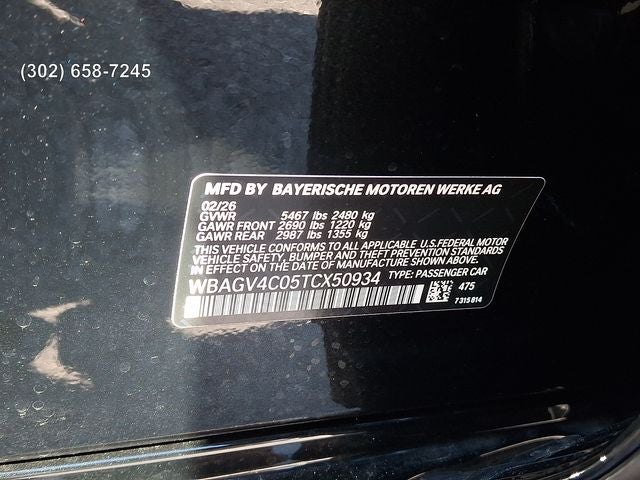 (302) 658-7245
MFD BY BAYERISCHE MOTOREN WERKE AG
02/26
GVWR 5467 lbs 2480 kg
GAWR FRONT 2690 lbs 1220 kg
GAWR REAR 2987 lbs 1355 kg
THIS VEHICLE CONFORMS TO ALL APPLICABLE U.S.FEDERAL MOTOR
VEHICLE SAFETY, BUMPER AND THEFT PREVENTION STANDARDS
IN EFFECT ON THE DATE OF MANUFACTURE SHOWN ABOVE.
WBAGV4C05TCX50934 TYPE: PASSENGER CAR
475
7315814